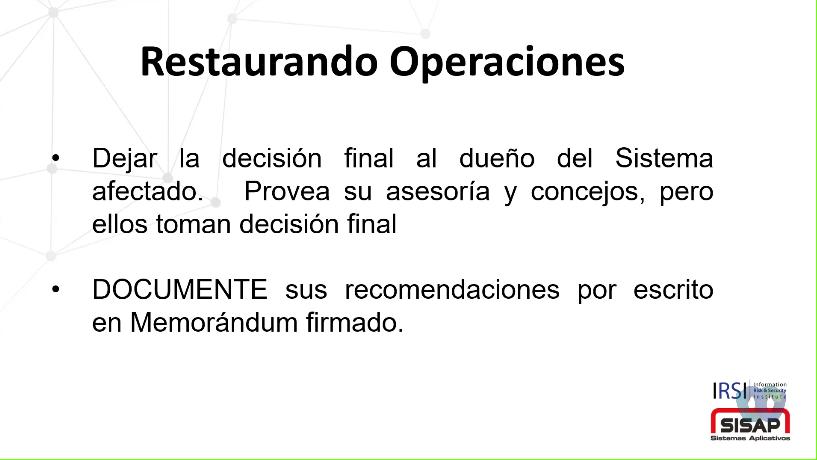 Restaurando Operaciones
• Dejar la decisión final al dueño del Sistema
afectado. Provea su asesoría y concejos, pero
ellos toman decisión final
• DOCUMENTE sus recomendaciones por escrito
en Memorándum firmado.
IRSI Information
Risk & Security
Institute
SISAP
Sistemas Aplicativos